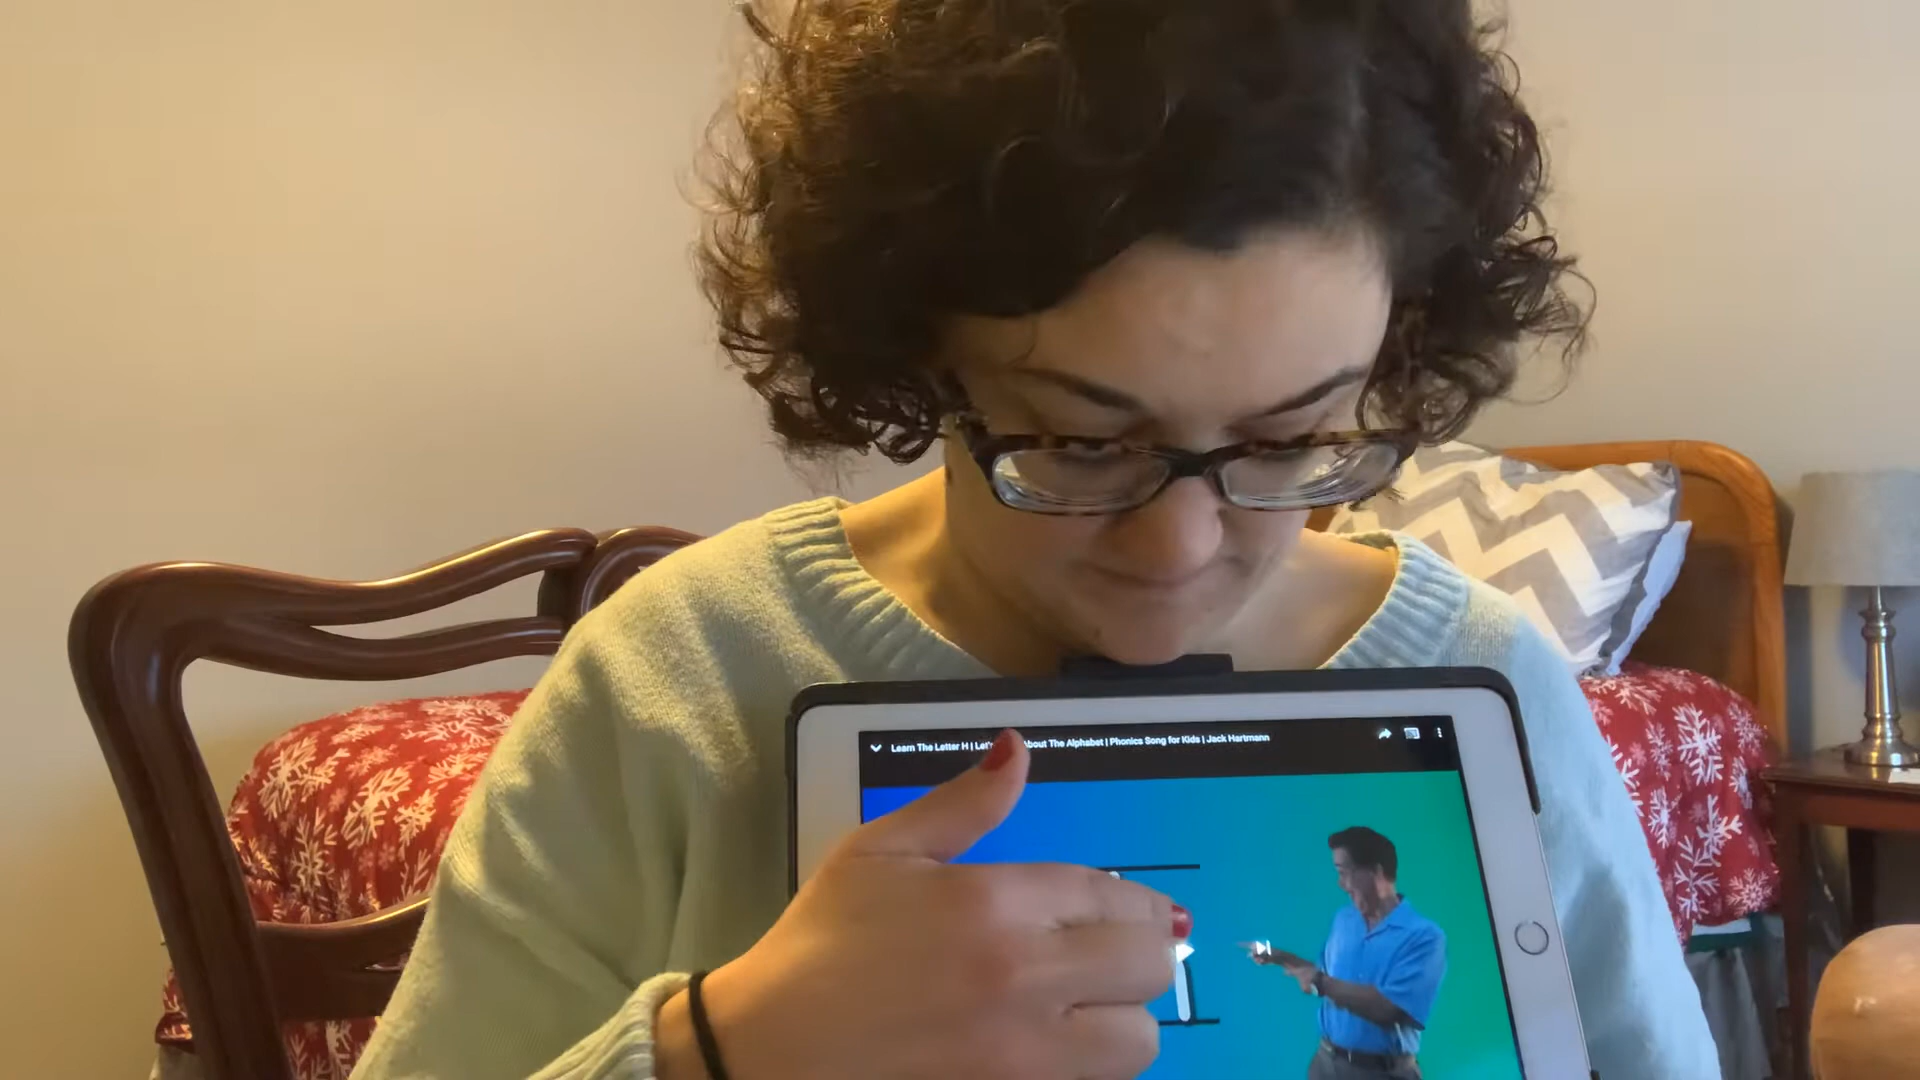 Learn The Letter H | Let's About The Alphabet | Phonics Song for Kids | Jack Hartmann